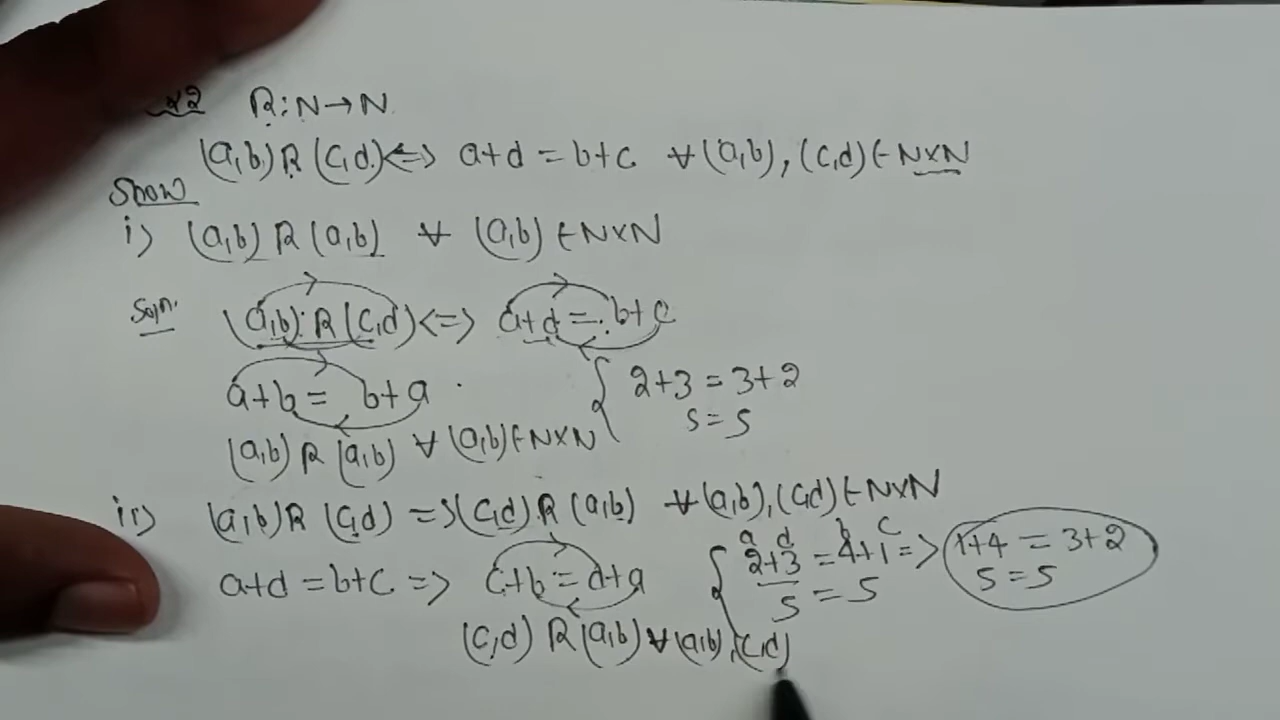 x2 R : N → N
(a,b) R (c,d) <=> a+d = b+c ∀ (a,b), (c,d) ∈ N×N
Show
i) (a,b) R (a,b) ∀ (a,b) ∈ N×N
Soln. (a,b) R (c,d) <=> a+d = b+c
a+b = b+a . { 2+3 = 3+2
5 = 5
(a,b) R (a,b) ∀ (a,b) ∈ N×N
ii) (a,b) R (c,d) => (c,d) R (a,b) ∀ (a,b), (c,d) ∈ N×N
a d b c
a+d = b+c => c+b = d+a { 2+3 = 4+1 => 1+4 = 3+2
5 = 5 5 = 5
(c,d) R (a,b) ∀ (a,b), (c,d)